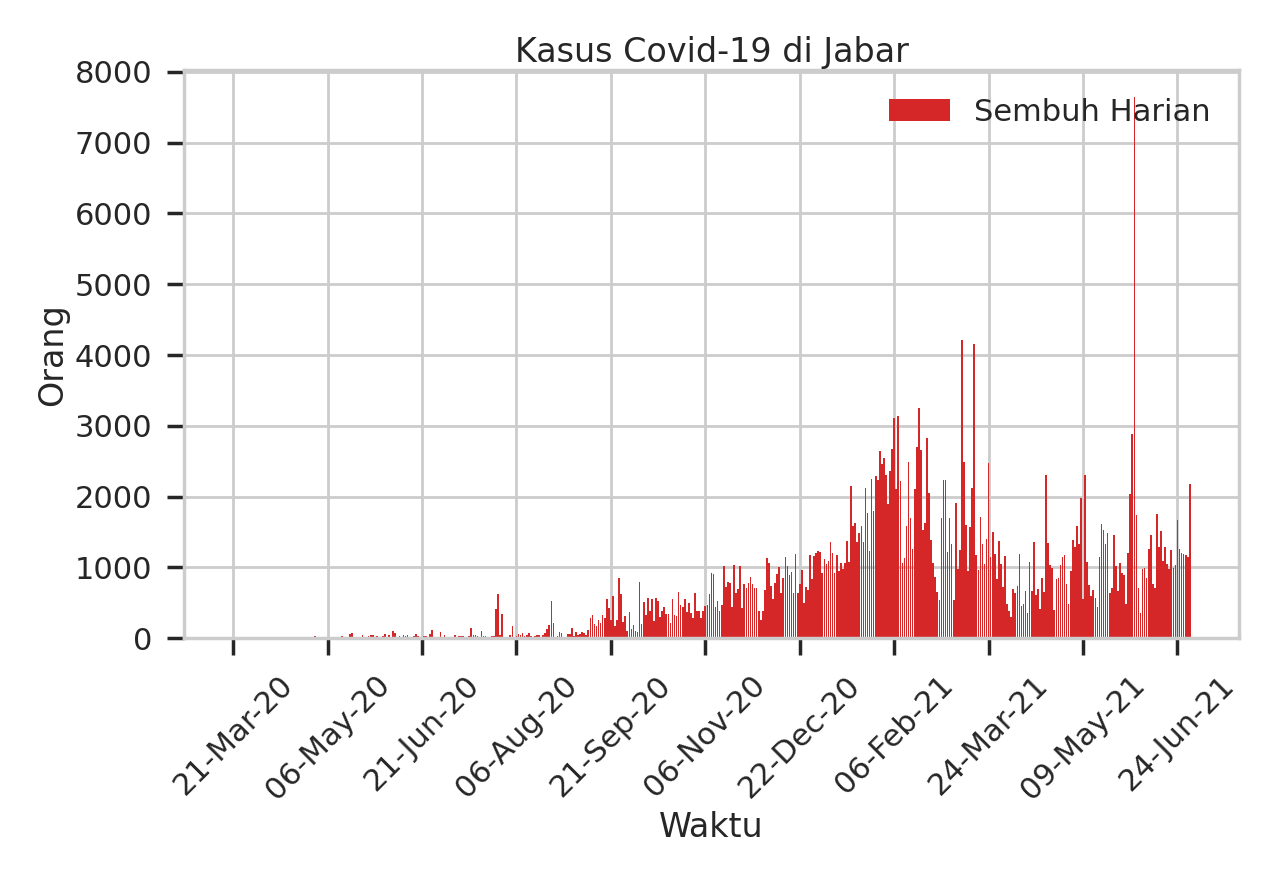 Kasus Covid-19 di Jabar
Sembuh Harian
8000
7000
6000
5000
4000
3000
2000
1000
0
Orang
21-Mar-20
06-May-20
21-Jun-20
06-Aug-20
21-Sep-20
06-Nov-20
22-Dec-20
06-Feb-21
24-Mar-21
09-May-21
24-Jun-21
Waktu